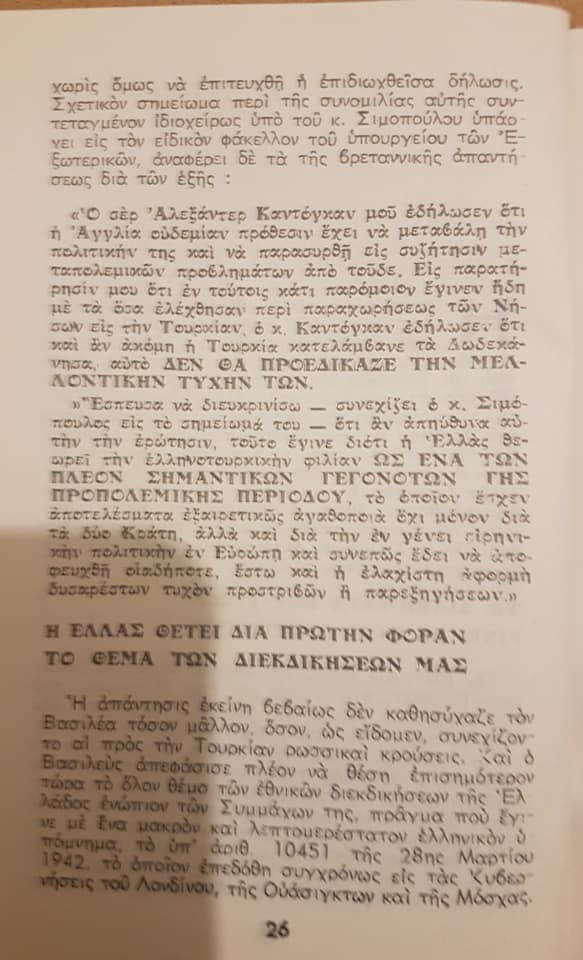 χωρὶς ὅμως νὰ ἐπιτευχθῇ ἡ ἐπιδιωχθεῖσα δήλωσις.
Σχετικὸν σημείωμα περὶ τῆς συνομιλίας αὐτῆς συν-
τεταγμένον ἰδιοχείρως ὑπὸ τοῦ κ. Σιμοπούλου ὑπάρ-
χει εἰς τὸν εἰδικὸν φάκελλον τοῦ ὑπουργείου τῶν Ἐ-
ξωτερικῶν, ἀναφέρει δὲ τὰ τῆς βρεταννικῆς ἀπαντή-
σεως διὰ τῶν ἑξῆς :
«Ὁ σὲρ Ἀλεξάντερ Καντόγκαν μοῦ ἐδήλωσεν ὅτι
ἡ Ἀγγλία οὐδεμίαν πρόθεσιν ἔχει νὰ μεταβάλῃ τὴν
πολιτικήν της καὶ νὰ παρασυρθῇ εἰς συζήτησιν με-
ταπολεμικῶν προβλημάτων ἀπὸ τοῦδε. Εἰς παρατή-
ρησίν μου ὅτι ἐν τούτοις κάτι παρόμοιον ἔγινεν ἤδη
μὲ τὰ ὅσα ἐλέχθησαν περὶ παραχωρήσεως τῶν Νή-
σων εἰς τὴν Τουρκίαν, ὁ κ. Καντόγκαν ἐδήλωσεν ὅτι
καὶ ἂν ἀκόμη ἡ Τουρκία κατελάμβανε τὰ Δωδεκά-
νησα, αὐτὸ ΔΕΝ ΘΑ ΠΡΟΕΔΙΚΑΖΕ ΤΗΝ ΜΕΛ-
ΛΟΝΤΙΚΗΝ ΤΥΧΗΝ ΤΩΝ.
»Ἔσπευσα νὰ διευκρινίσω — συνεχίζει ὁ κ. Σιμό-
πουλος εἰς τὸ σημείωμά του — ὅτι ἂν ἀπηύθυνα αὐ-
τὴν τὴν ἐρώτησιν, τοῦτο ἔγινε διότι ἡ Ἑλλὰς θε-
ωρεῖ τὴν ἑλληνοτουρκικὴν φιλίαν ΩΣ ΕΝΑ ΤΩΝ
ΠΛΕΟΝ ΣΗΜΑΝΤΙΚΩΝ ΓΕΓΟΝΟΤΩΝ ΤΗΣ
ΠΡΟΠΟΛΕΜΙΚΗΣ ΠΕΡΙΟΔΟΥ, τὸ ὁποῖον ἔσχεν
ἀποτελέσματα ἐξαιρετικῶς ἀγαθοποιὰ ὄχι μόνον διὰ
τὰ δύο Κράτη, ἀλλὰ καὶ διὰ τὴν ἐν γένει εἰρηνι-
κὴν πολιτικὴν ἐν Εὐρώπῃ καὶ συνεπῶς ἔδει νὰ ἀπο-
φευχθῇ οἱαδήποτε, ἔστω καὶ ἡ ἐλαχίστη ἀφορμὴ
δυσαρέστων τυχὸν προστριβῶν ἢ παρεξηγήσεων.»
Η ΕΛΛΑΣ ΘΕΤΕΙ ΔΙΑ ΠΡΩΤΗΝ ΦΟΡΑΝ
ΤΟ ΘΕΜΑ ΤΩΝ ΔΙΕΚΔΙΚΗΣΕΩΝ ΜΑΣ
Ἡ ἀπάντησις ἐκείνη βεβαίως δὲν καθησύχαζε τὸν
Βασιλέα τόσον μᾶλλον, ὅσον, ὡς εἴδομεν, συνεχίζον-
το αἱ πρὸς τὴν Τουρκίαν ρωσσικαὶ κρούσεις. Καὶ ὁ
Βασιλεὺς ἀπεφάσισε πλέον νὰ θέσῃ ἐπισημότερον
τώρα τὸ ὅλον θέμα τῶν ἐθνικῶν διεκδικήσεων τῆς Ἑλ-
λάδος ἐνώπιον τῶν Συμμάχων της, πρᾶγμα ποὺ ἔγι-
νε μὲ ἕνα μακρὸν καὶ λεπτομερέστατον ἑλληνικὸν ὑ-
πόμνημα, τὸ ὑπ' ἀριθ. 10451 τῆς 28ης Μαρτίου
1942, τὸ ὁποῖον ἐπεδόθη συγχρόνως εἰς τὰς Κυβερ-
νήσεις τοῦ Λονδίνου, τῆς Οὐάσιγκτων καὶ τῆς Μόσχας.
26